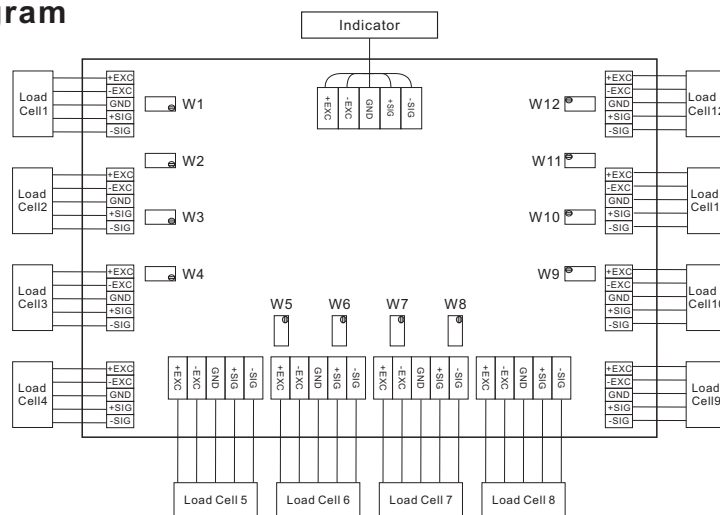 gram
Indicator
+EXC
-EXC
GND
+SIG
-SIG
Load
Cell1
+EXC
-EXC
GND
+SIG
-SIG
W1
W12
+EXC
-EXC
GND
+SIG
-SIG
Load
Cell12
W2
W11
Load
Cell2
+EXC
-EXC
GND
+SIG
-SIG
W3
W10
+EXC
-EXC
GND
+SIG
-SIG
Load
Cell1
Load
Cell3
+EXC
-EXC
GND
+SIG
-SIG
W4
W9
+EXC
-EXC
GND
+SIG
-SIG
Load
Cell10
W5
W6
W7
W8
Load
Cell4
+EXC
-EXC
GND
+SIG
-SIG
+EXC
-EXC
GND
+SIG
-SIG
+EXC
-EXC
GND
+SIG
-SIG
+EXC
-EXC
GND
+SIG
-SIG
+EXC
-EXC
GND
+SIG
-SIG
+EXC
-EXC
GND
+SIG
-SIG
Load
Cell9
Load Cell 5
Load Cell 6
Load Cell 7
Load Cell 8